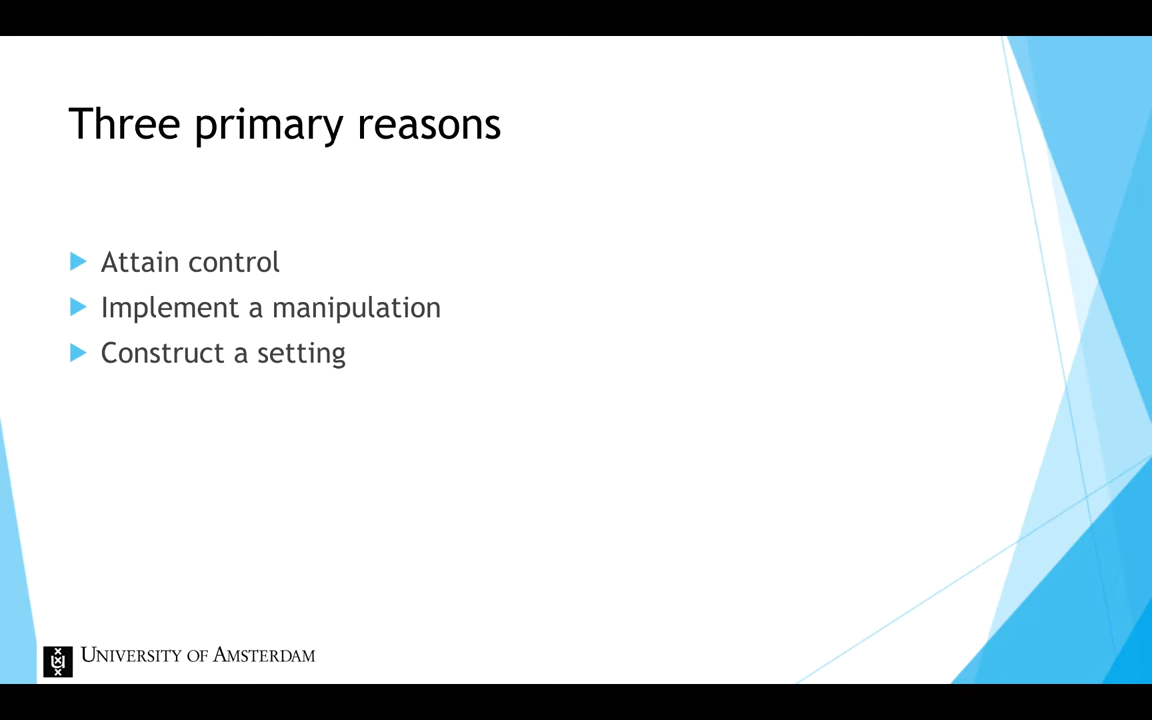 Three primary reasons
Attain control
Implement a manipulation
Construct a setting
UNIVERSITY OF AMSTERDAM